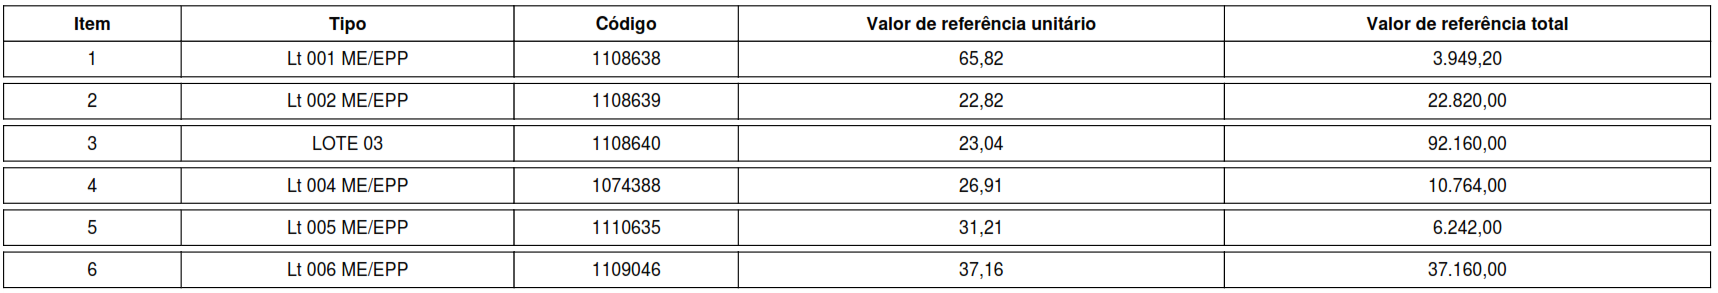 Item Tipo Código Valor de referência unitário Valor de referência total
1 Lt 001 ME/EPP 1108638 65,82 3.949,20
2 Lt 002 ME/EPP 1108639 22,82 22.820,00
3 LOTE 03 1108640 23,04 92.160,00
4 Lt 004 ME/EPP 1074388 26,91 10.764,00
5 Lt 005 ME/EPP 1110635 31,21 6.242,00
6 Lt 006 ME/EPP 1109046 37,16 37.160,00